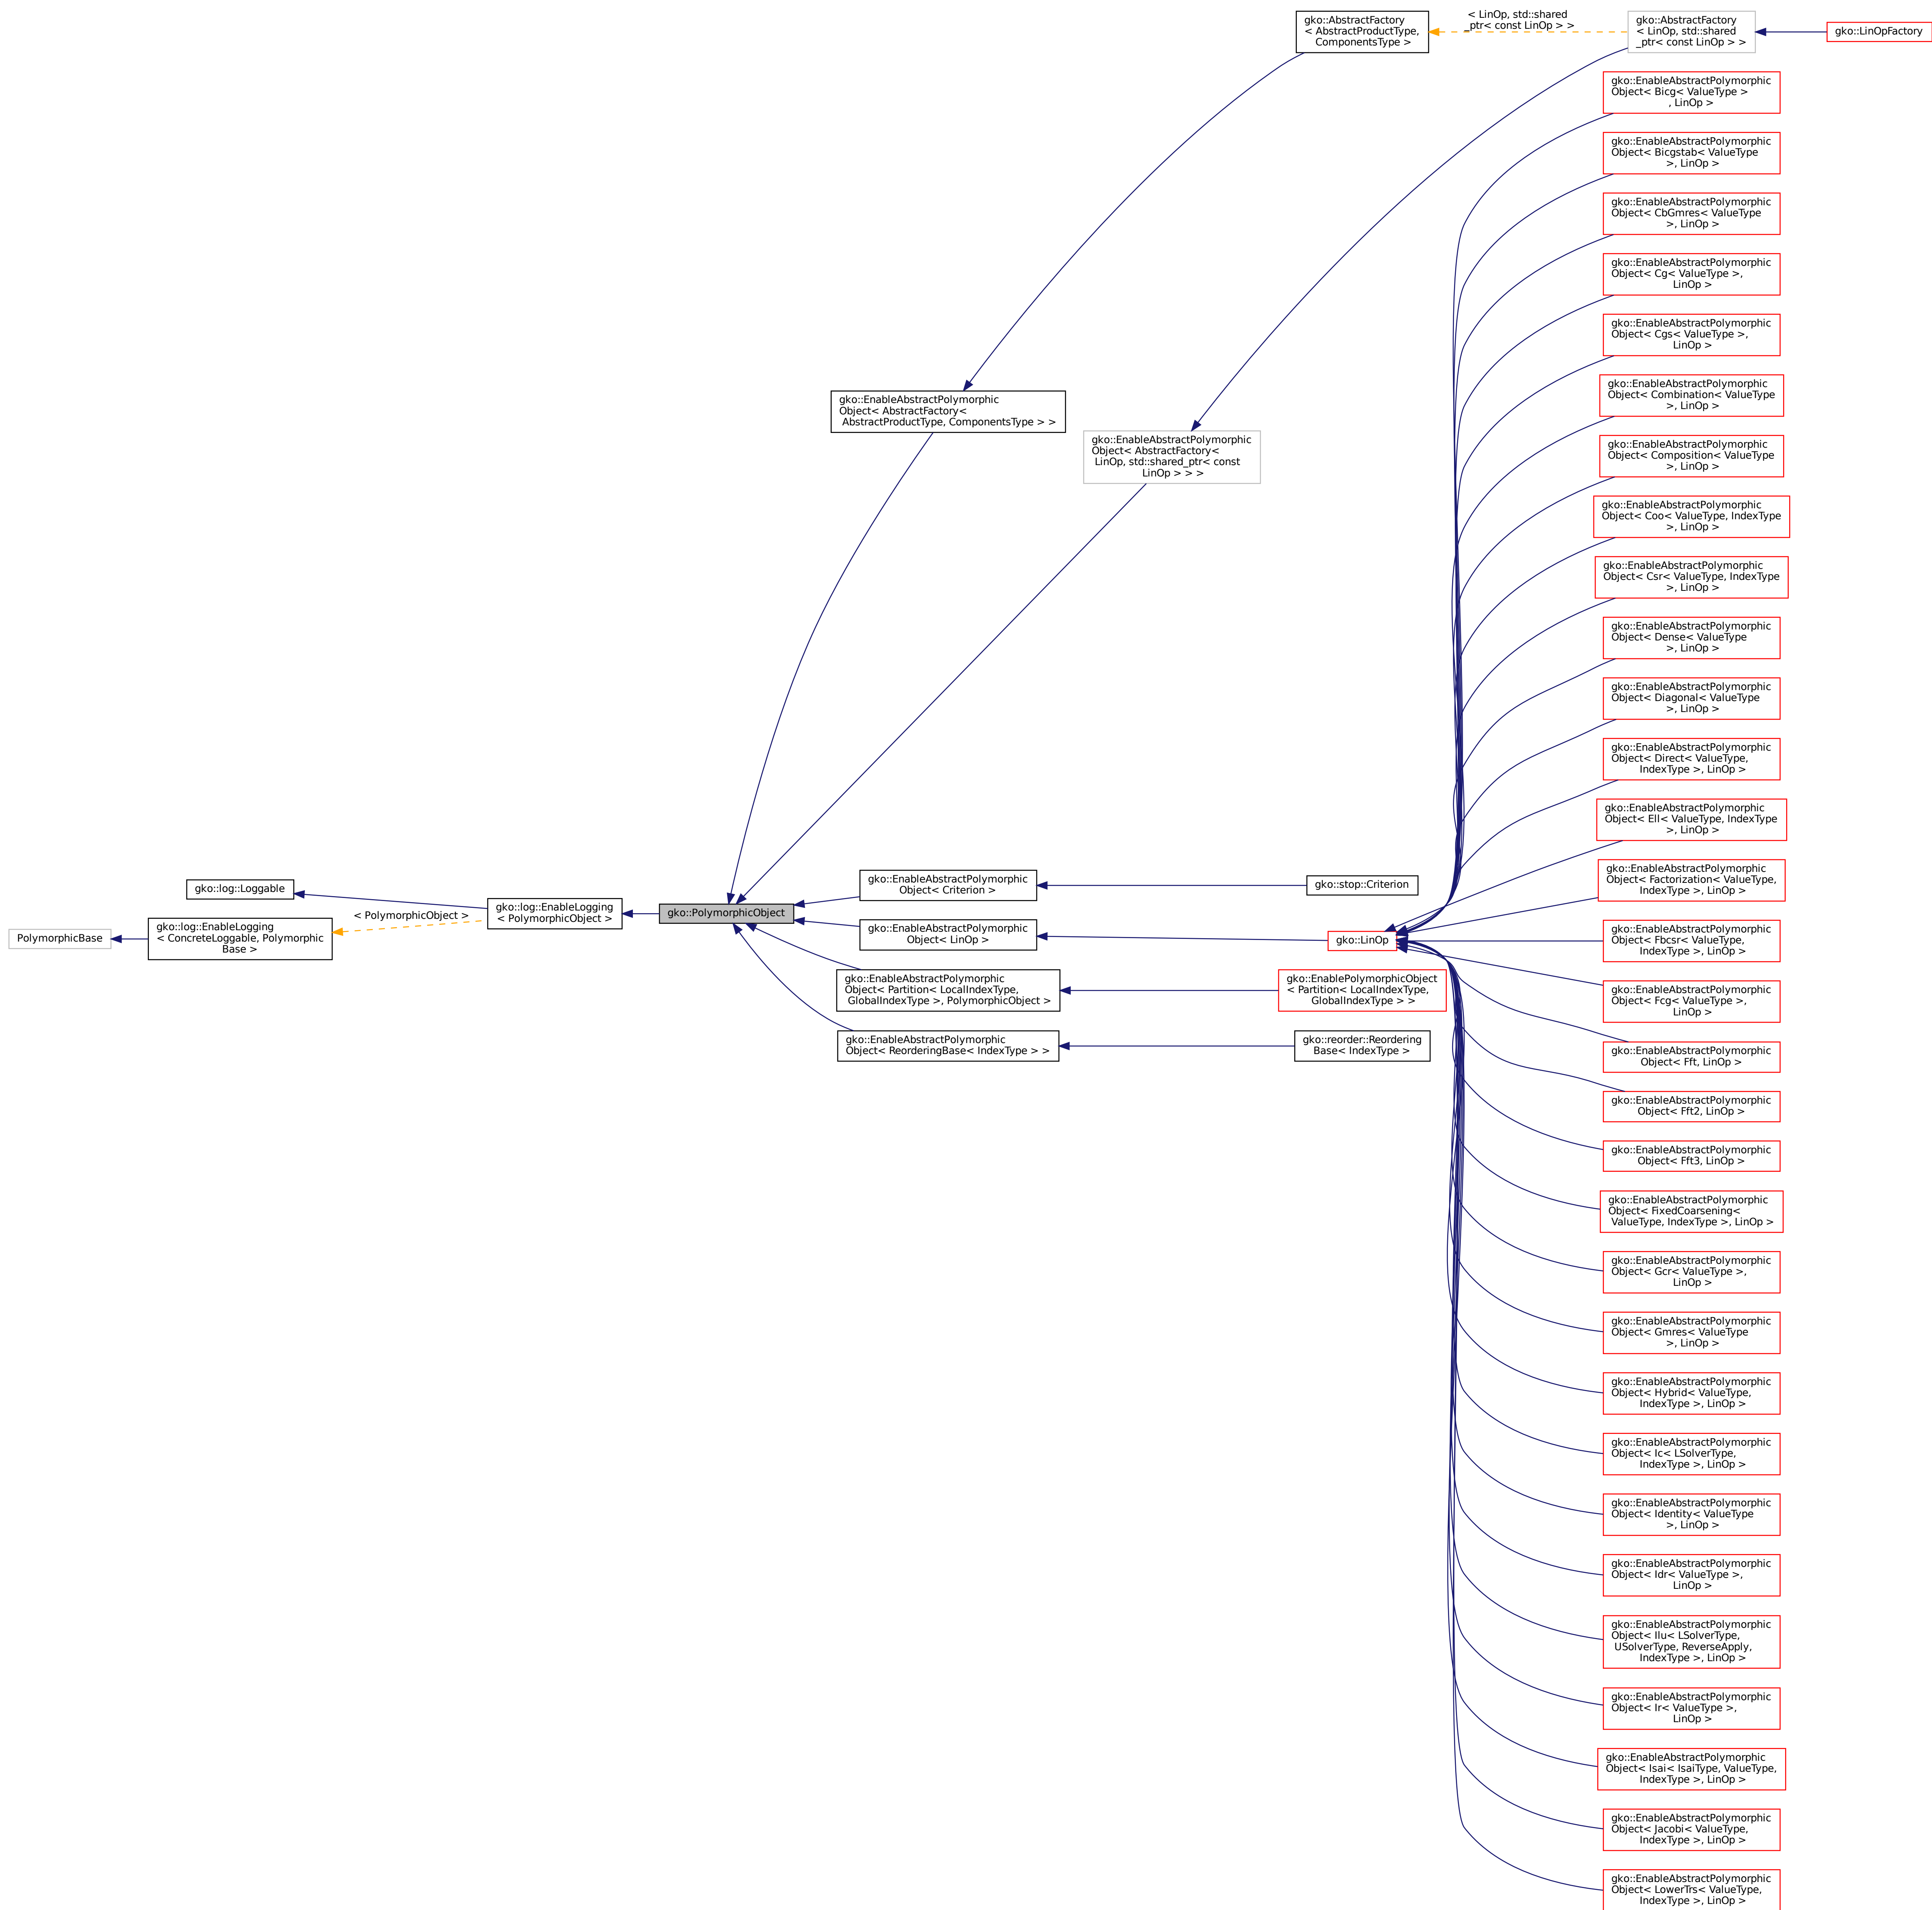 gko::AbstractFactory
< AbstractProductType,
ComponentsType >
< LinOp, std::shared
_ptr< const LinOp > >
gko::AbstractFactory
< LinOp, std::shared
_ptr< const LinOp > >
gko::LinOpFactory
gko::EnableAbstractPolymorphic
Object< Bicg< ValueType >
, LinOp >
gko::EnableAbstractPolymorphic
Object< Bicgstab< ValueType
>, LinOp >
gko::EnableAbstractPolymorphic
Object< CbGmres< ValueType
>, LinOp >
gko::EnableAbstractPolymorphic
Object< Cg< ValueType >,
LinOp >
gko::EnableAbstractPolymorphic
Object< Cgs< ValueType >,
LinOp >
gko::EnableAbstractPolymorphic
Object< Combination< ValueType
>, LinOp >
gko::EnableAbstractPolymorphic
Object< AbstractFactory<
AbstractProductType, ComponentsType > >
gko::EnableAbstractPolymorphic
Object< AbstractFactory<
LinOp, std::shared_ptr< const
LinOp > > >
gko::EnableAbstractPolymorphic
Object< Composition< ValueType
>, LinOp >
gko::EnableAbstractPolymorphic
Object< Coo< ValueType, IndexType
>, LinOp >
gko::EnableAbstractPolymorphic
Object< Csr< ValueType, IndexType
>, LinOp >
gko::EnableAbstractPolymorphic
Object< Dense< ValueType
>, LinOp >
gko::EnableAbstractPolymorphic
Object< Diagonal< ValueType
>, LinOp >
gko::EnableAbstractPolymorphic
Object< Direct< ValueType,
IndexType >, LinOp >
gko::EnableAbstractPolymorphic
Object< Ell< ValueType, IndexType
>, LinOp >
gko::EnableAbstractPolymorphic
Object< Factorization< ValueType,
IndexType >, LinOp >
gko::log::Loggable
PolymorphicBase
gko::log::EnableLogging
< ConcreteLoggable, Polymorphic
Base >
< PolymorphicObject >
gko::log::EnableLogging
< PolymorphicObject >
gko::PolymorphicObject
gko::EnableAbstractPolymorphic
Object< Criterion >
gko::stop::Criterion
gko::EnableAbstractPolymorphic
Object< LinOp >
gko::LinOp
gko::EnableAbstractPolymorphic
Object< Partition< LocalIndexType,
GlobalIndexType >, PolymorphicObject >
gko::EnablePolymorphicObject
< Partition< LocalIndexType,
GlobalIndexType > >
gko::EnableAbstractPolymorphic
Object< ReorderingBase< IndexType > >
gko::reorder::Reordering
Base< IndexType >
gko::EnableAbstractPolymorphic
Object< Fbcsr< ValueType,
IndexType >, LinOp >
gko::EnableAbstractPolymorphic
Object< Fcg< ValueType >,
LinOp >
gko::EnableAbstractPolymorphic
Object< Fft, LinOp >
gko::EnableAbstractPolymorphic
Object< Fft2, LinOp >
gko::EnableAbstractPolymorphic
Object< Fft3, LinOp >
gko::EnableAbstractPolymorphic
Object< FixedCoarsening<
ValueType, IndexType >, LinOp >
gko::EnableAbstractPolymorphic
Object< Gcr< ValueType >,
LinOp >
gko::EnableAbstractPolymorphic
Object< Gmres< ValueType
>, LinOp >
gko::EnableAbstractPolymorphic
Object< Hybrid< ValueType,
IndexType >, LinOp >
gko::EnableAbstractPolymorphic
Object< Ic< LSolverType,
IndexType >, LinOp >
gko::EnableAbstractPolymorphic
Object< Identity< ValueType
>, LinOp >
gko::EnableAbstractPolymorphic
Object< Idr< ValueType >,
LinOp >
gko::EnableAbstractPolymorphic
Object< Ilu< LSolverType,
USolverType, ReverseApply,
IndexType >, LinOp >
gko::EnableAbstractPolymorphic
Object< Ir< ValueType >,
LinOp >
gko::EnableAbstractPolymorphic
Object< Isai< IsaiType, ValueType,
IndexType >, LinOp >
gko::EnableAbstractPolymorphic
Object< Jacobi< ValueType,
IndexType >, LinOp >
gko::EnableAbstractPolymorphic
Object< LowerTrs< ValueType,
IndexType >, LinOp >